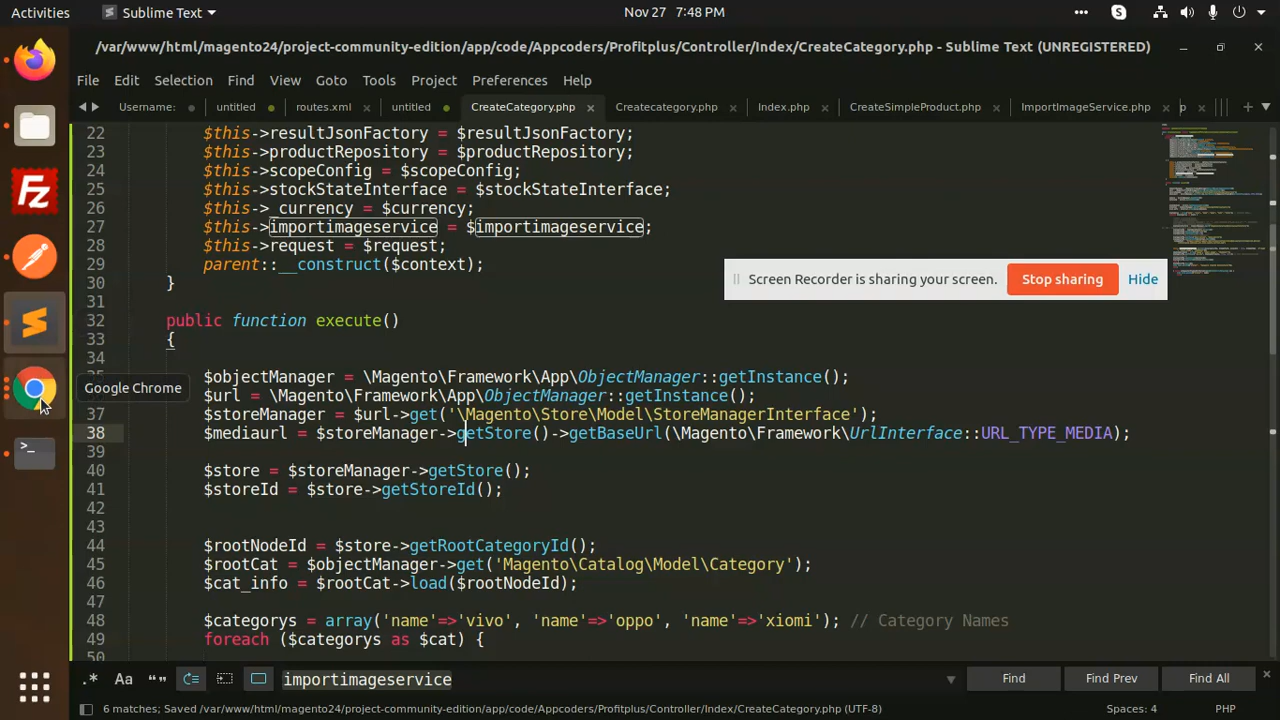 Activities
Sublime Text
Nov 27 7:48 PM
/var/www/html/magento24/project-community-edition/app/code/Appcoders/Profitplus/Controller/Index/CreateCategory.php - Sublime Text (UNREGISTERED)
File Edit Selection Find View Goto Tools Project Preferences Help
Username: untitled routes.xml untitled CreateCategory.php Createcategory.php Index.php CreateSimpleProduct.php ImportImageService.php p
22 $this->resultJsonFactory = $resultJsonFactory;
23 $this->productRepository = $productRepository;
24 $this->scopeConfig = $scopeConfig;
25 $this->stockStateInterface = $stockStateInterface;
26 $this->_currency = $currency;
27 $this->importimageservice = $importimageservice;
28 $this->request = $request;
29 parent::__construct($context);
30 }
31
32 public function execute()
33 {
34
$objectManager = \Magento\Framework\App\ObjectManager::getInstance();
$url = \Magento\Framework\App\ObjectManager::getInstance();
37 $storeManager = $url->get('\Magento\Store\Model\StoreManagerInterface');
38 $mediaurl = $storeManager->getStore()->getBaseUrl(\Magento\Framework\UrlInterface::URL_TYPE_MEDIA);
39
40 $store = $storeManager->getStore();
41 $storeId = $store->getStoreId();
42
43
44 $rootNodeId = $store->getRootCategoryId();
45 $rootCat = $objectManager->get('Magento\Catalog\Model\Category');
46 $cat_info = $rootCat->load($rootNodeId);
47
48 $categorys = array('name'=>'vivo', 'name'=>'oppo', 'name'=>'xiomi'); // Category Names
49 foreach ($categorys as $cat) {
50
Screen Recorder is sharing your screen. Stop sharing Hide
Google Chrome
.* Aa importimageservice Find Find Prev Find All
6 matches; Saved /var/www/html/magento24/project-community-edition/app/code/Appcoders/Profitplus/Controller/Index/CreateCategory.php (UTF-8) Spaces: 4 PHP